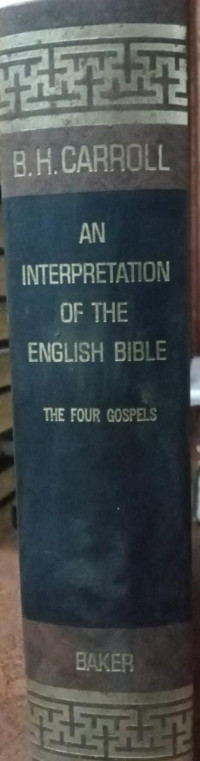 B.H. CARROLL
AN
INTERPRETATION
OF THE
ENGLISH BIBLE
THE FOUR GOSPELS
BAKER